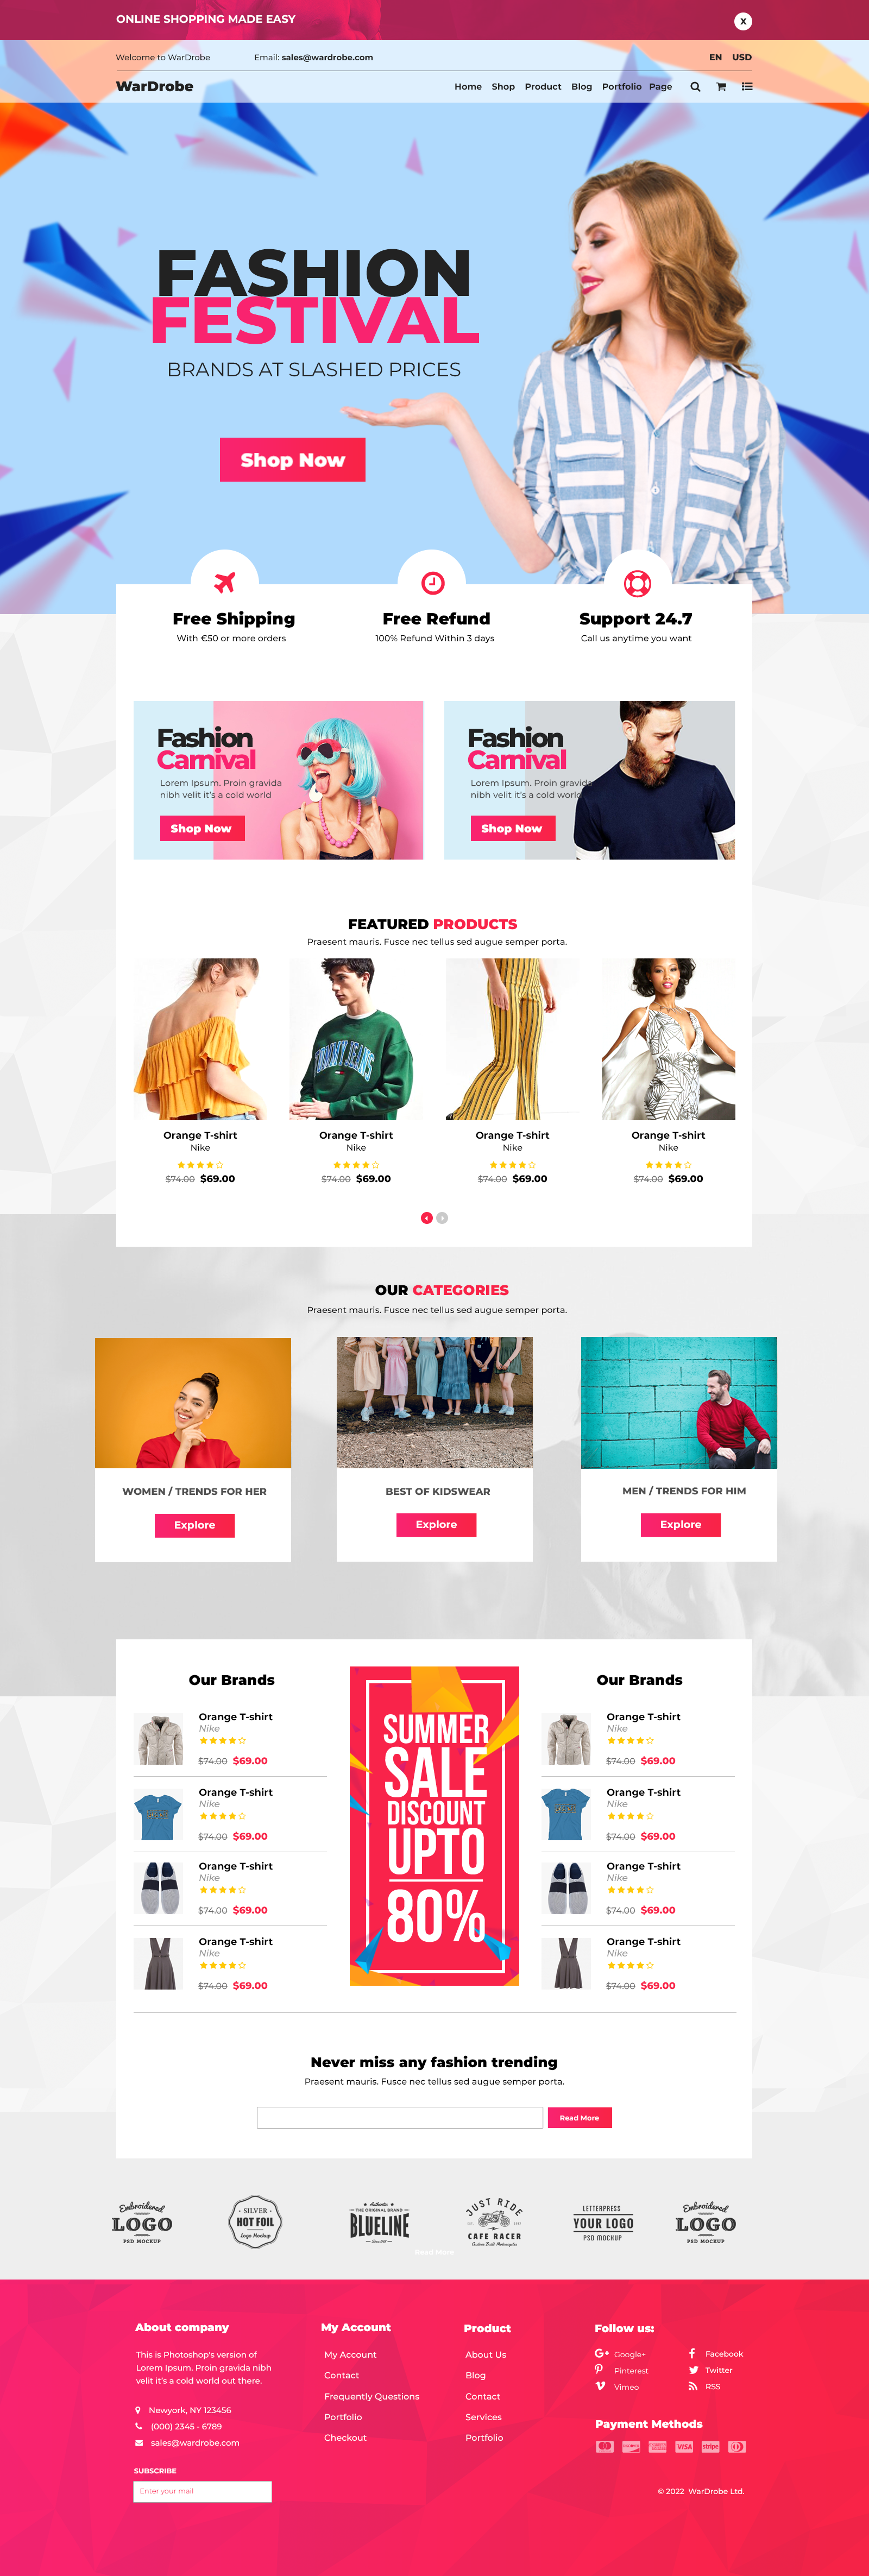 ONLINE SHOPPING MADE EASY
X
Welcome to WarDrobe
Email: sales@wardrobe.com
EN USD
WarDrobe
Home Shop Product Blog Portfolio Page
FASHION
FESTIVAL
BRANDS AT SLASHED PRICES
Shop Now
Free Shipping
With €50 or more orders
Free Refund
100% Refund Within 3 days
Support 24.7
Call us anytime you want
Fashion
Carnival
Lorem Ipsum. Proin gravida
nibh velit it's a cold world
Shop Now
Fashion
Carnival
Lorem Ipsum. Proin gravida
nibh velit it's a cold world
Shop Now
FEATURED PRODUCTS
Praesent mauris. Fusce nec tellus sed augue semper porta.
TOMMY JEANS
Orange T-shirt
Nike
$74.00 $69.00
Orange T-shirt
Nike
$74.00 $69.00
Orange T-shirt
Nike
$74.00 $69.00
Orange T-shirt
Nike
$74.00 $69.00
OUR CATEGORIES
Praesent mauris. Fusce nec tellus sed augue semper porta.
WOMEN / TRENDS FOR HER
Explore
BEST OF KIDSWEAR
Explore
MEN / TRENDS FOR HIM
Explore
Our Brands
Orange T-shirt
Nike
$74.00 $69.00
Orange T-shirt
Nike
$74.00 $69.00
Orange T-shirt
Nike
$74.00 $69.00
Orange T-shirt
Nike
$74.00 $69.00
SUMMER
SALE
DISCOUNT
UPTO
80%
Our Brands
Orange T-shirt
Nike
$74.00 $69.00
Orange T-shirt
Nike
$74.00 $69.00
Orange T-shirt
Nike
$74.00 $69.00
Orange T-shirt
Nike
$74.00 $69.00
Never miss any fashion trending
Praesent mauris. Fusce nec tellus sed augue semper porta.
Read More
Embroidered
LOGO
PSD MOCKUP
SILVER
HOT FOIL
Logo Mockup
Authentic
THE ORIGINAL BRAND
BLUELINE
JUST RIDE
CAFE RACER
Custom Built Motorcycles
LETTERPRESS
YOUR LOGO
PSD MOCKUP
Embroidered
LOGO
PSD MOCKUP
Read More
About company
This is Photoshop's version of
Lorem Ipsum. Proin gravida nibh
velit it's a cold world out there.
Newyork, NY 123456
(000) 2345 - 6789
sales@wardrobe.com
SUBSCRIBE
Enter your mail
My Account
My Account
Contact
Frequently Questions
Portfolio
Checkout
Product
About Us
Blog
Contact
Services
Portfolio
Follow us:
Google+
Pinterest
Vimeo
Facebook
Twitter
RSS
Payment Methods
VISA
stripe
© 2022 WarDrobe Ltd.